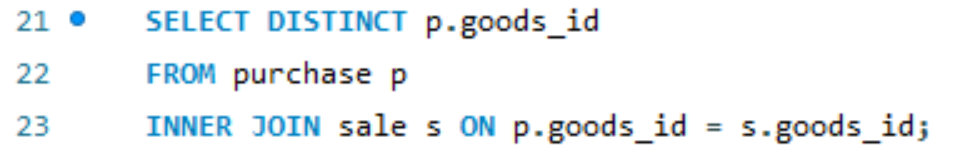 21 SELECT DISTINCT p.goods_id
22 FROM purchase p
23 INNER JOIN sale s ON p.goods_id = s.goods_id;